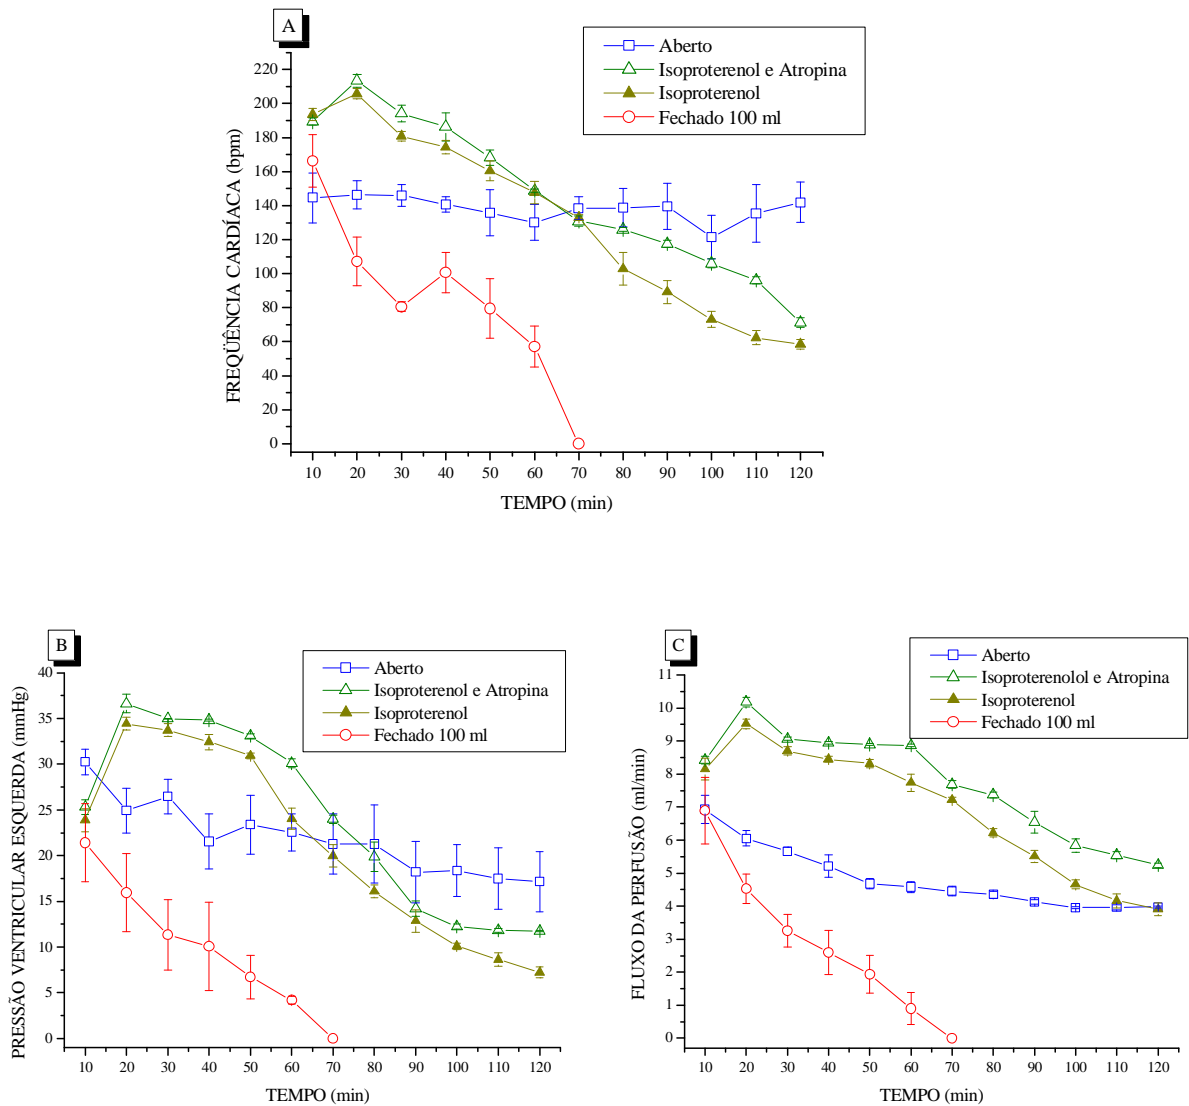 A
Aberto
Isoproterenol e Atropina
Isoproterenol
Fechado 100 ml
FREQÜÊNCIA CARDÍACA (bpm)
220
200
180
160
140
120
100
80
60
40
20
0
10 20 30 40 50 60 70 80 90 100 110 120
TEMPO (min)
B
Aberto
Isoproterenol e Atropina
Isoproterenol
Fechado 100 ml
PRESSÃO VENTRICULAR ESQUERDA (mmHg)
40
35
30
25
20
15
10
5
0
10 20 30 40 50 60 70 80 90 100 110 120
TEMPO (min)
C
Aberto
Isoproterenolol e Atropina
Isoproterenol
Fechado 100 ml
FLUXO DA PERFUSÃO (ml/min)
11
10
9
8
7
6
5
4
3
2
1
0
10 20 30 40 50 60 70 80 90 100 110 120
TEMPO (min)